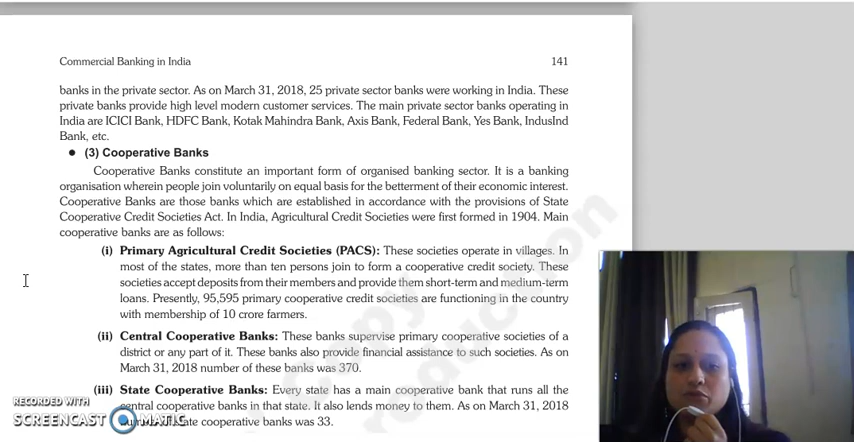 Commercial Banking in India 141
banks in the private sector. As on March 31, 2018, 25 private sector banks were working in India. These
private banks provide high level modern customer services. The main private sector banks operating in
India are ICICI Bank, HDFC Bank, Kotak Mahindra Bank, Axis Bank, Federal Bank, Yes Bank, IndusInd
Bank, etc.
• (3) Cooperative Banks
Cooperative Banks constitute an important form of organised banking sector. It is a banking
organisation wherein people join voluntarily on equal basis for the betterment of their economic interest.
Cooperative Banks are those banks which are established in accordance with the provisions of State
Cooperative Credit Societies Act. In India, Agricultural Credit Societies were first formed in 1904. Main
cooperative banks are as follows:
(i) Primary Agricultural Credit Societies (PACS): These societies operate in villages. In
most of the states, more than ten persons join to form a cooperative credit society. These
societies accept deposits from their members and provide them short-term and medium-term
loans. Presently, 95,595 primary cooperative credit societies are functioning in the country
with membership of 10 crore farmers.
(ii) Central Cooperative Banks: These banks supervise primary cooperative societies of a
district or any part of it. These banks also provide financial assistance to such societies. As on
March 31, 2018 number of these banks was 370.
(iii) State Cooperative Banks: Every state has a main cooperative bank that runs all the
central cooperative banks in that state. It also lends money to them. As on March 31, 2018
cooperative banks was 33.
RECORDED WITH
SCREENCAST MATIC